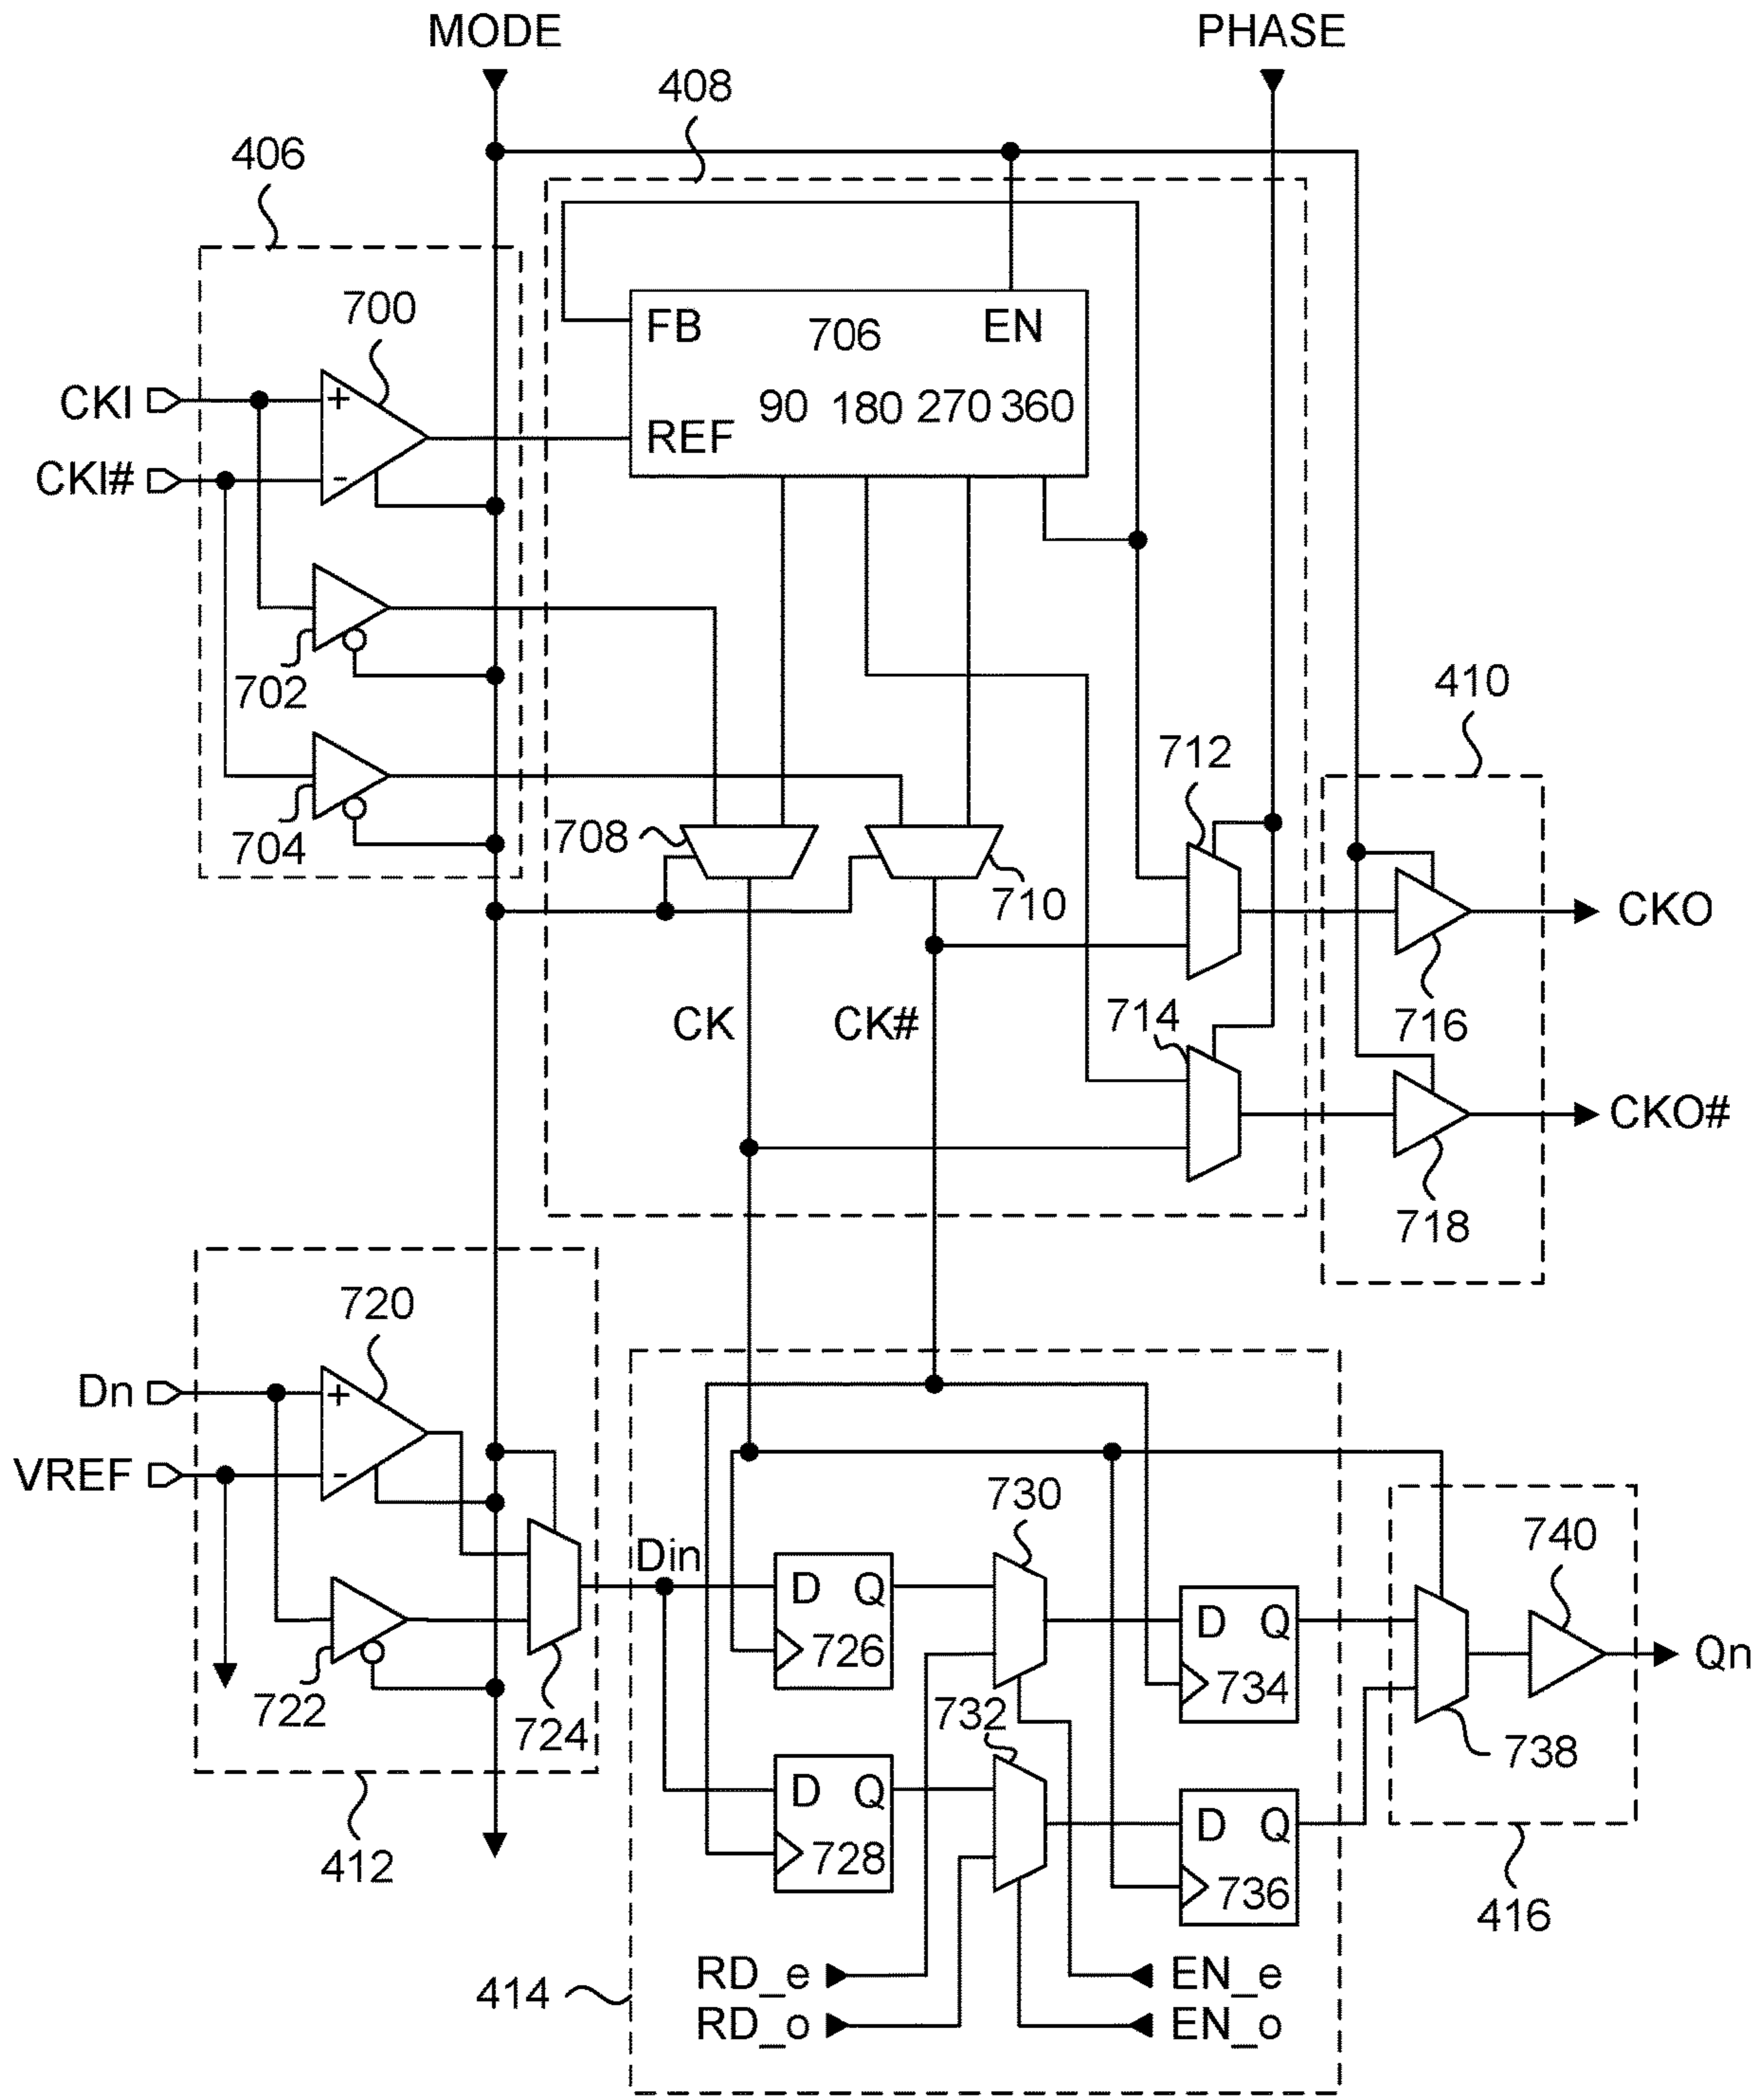 MODE PHASE
408
406
700
FB 706 EN
CKI +
90 180 270 360
REF
CKI# -
702
410
712
704 708
710 CKO
CK CK# 714 716
CKO#
718
720
Dn +
VREF - 730
740
Din
D Q
D Q
726 Qn
722 734
724 732
738
D Q
D Q
412 728
736
416
RD_e EN_e
414
RD_o EN_o